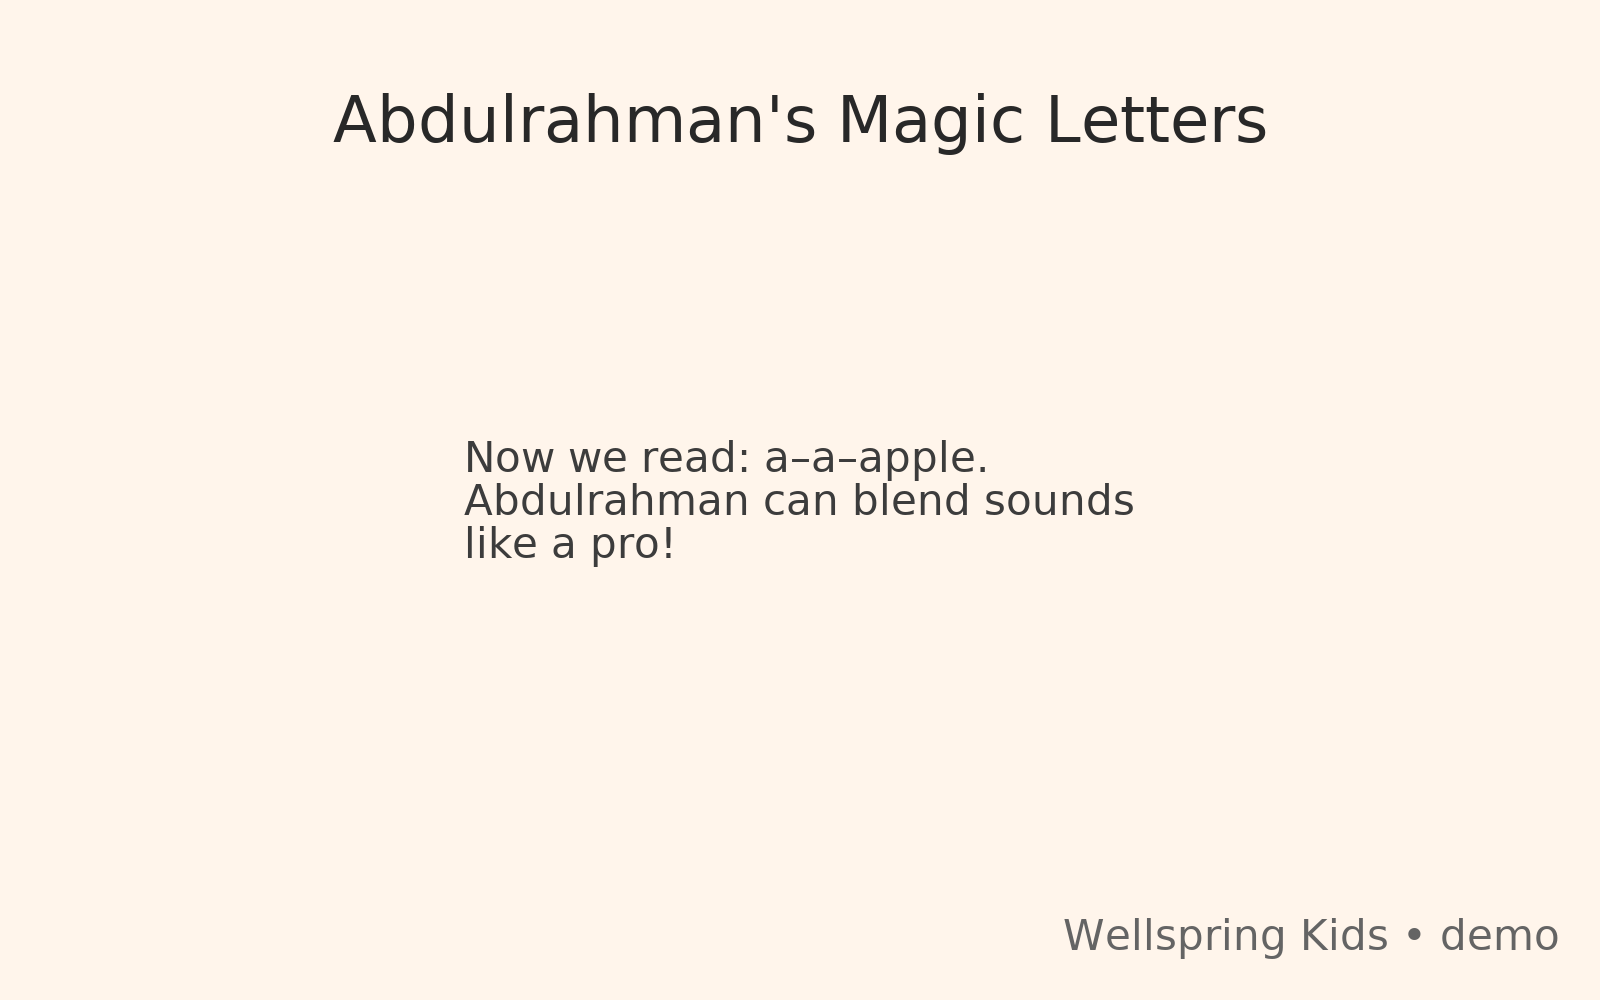 Abdulrahman's Magic Letters
Now we read: a–a–apple.
Abdulrahman can blend sounds
like a pro!
Wellspring Kids • demo